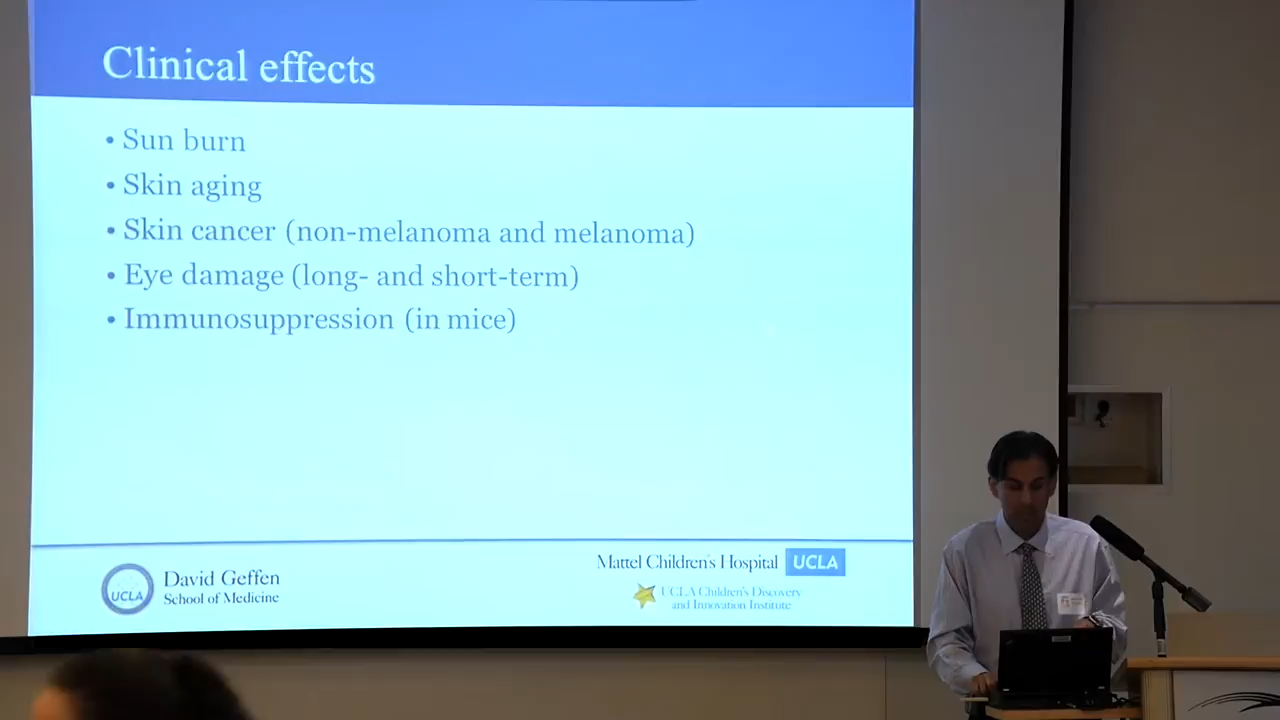 Clinical effects
• Sun burn
• Skin aging
• Skin cancer (non-melanoma and melanoma)
• Eye damage (long- and short-term)
• Immunosuppression (in mice)
UCLA
David Geffen
School of Medicine
Mattel Children's Hospital UCLA
UCLA Children's Discovery
and Innovation Institute